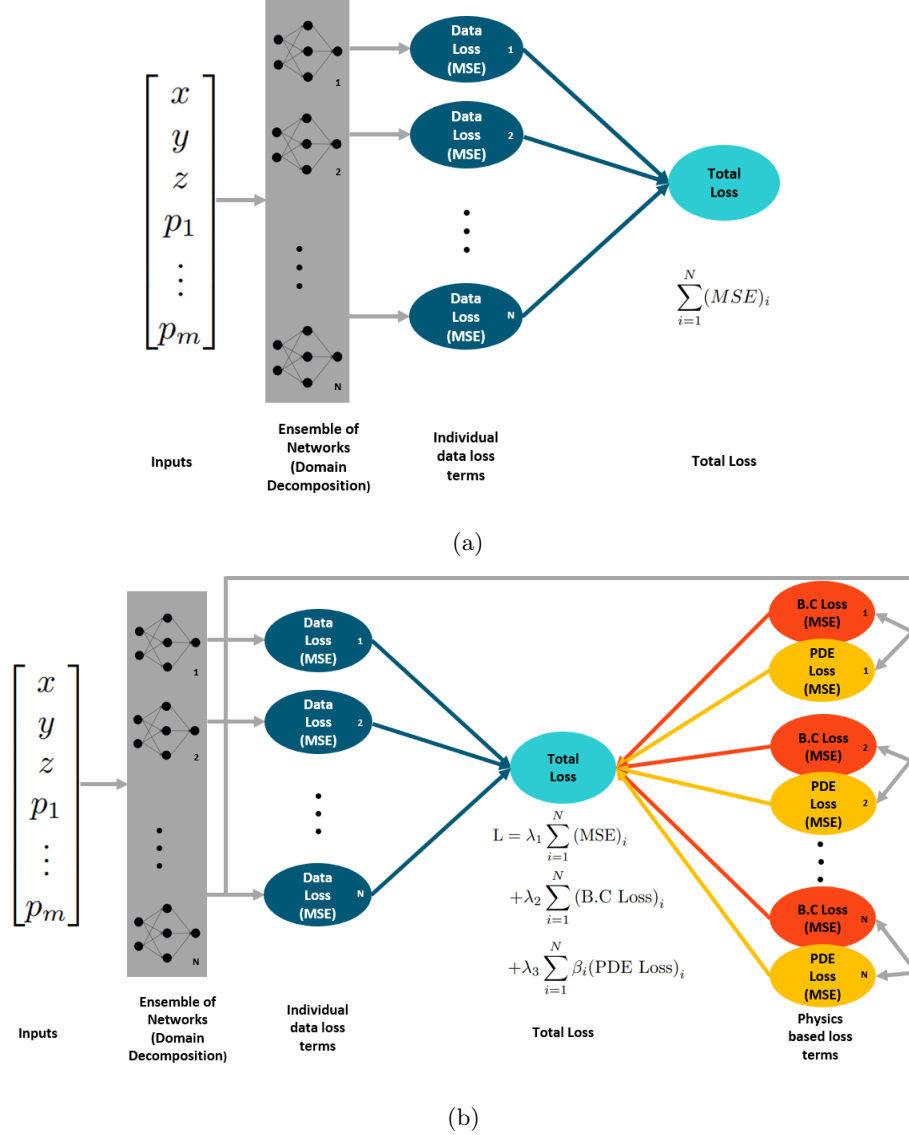 x
y
z
p₁
⋮
pₘ
1
2
N
Data
Loss
(MSE)
1
Data
Loss
(MSE)
2
Data
Loss
(MSE)
N
Total
Loss
\sum_{i=1}^{N} (MSE)_i
Inputs
Ensemble of
Networks
(Domain
Decomposition)
Individual
data loss
terms
Total Loss
(a)
x
y
z
p₁
⋮
pₘ
1
2
N
Data
Loss
(MSE)
1
Data
Loss
(MSE)
2
Data
Loss
(MSE)
N
Total
Loss
L = λ₁ \sum_{i=1}^{N} (MSE)_i
+λ₂ \sum_{i=1}^{N} (B.C Loss)_i
+λ₃ \sum_{i=1}^{N} β_i(PDE Loss)_i
B.C Loss
(MSE)
1
PDE
Loss
(MSE)
1
B.C Loss
(MSE)
2
PDE
Loss
(MSE)
2
B.C Loss
(MSE)
N
PDE
Loss
(MSE)
N
Inputs
Ensemble of
Networks
(Domain
Decomposition)
Individual
data loss
terms
Total Loss
Physics
based loss
terms
(b)